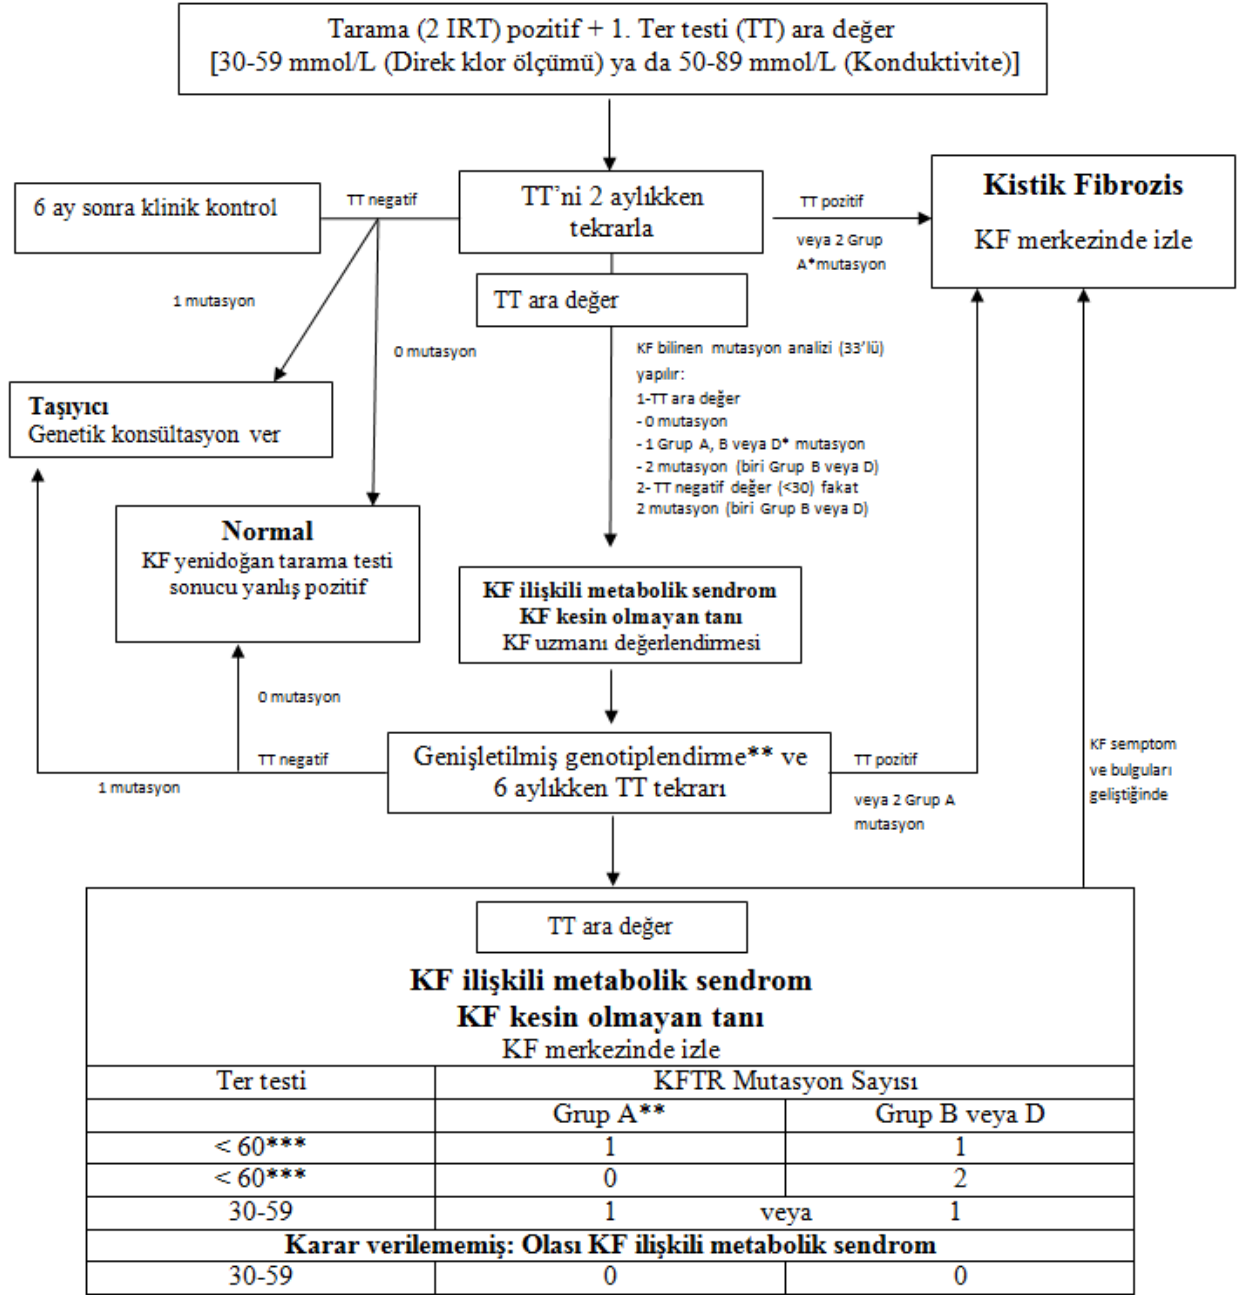 Tarama (2 IRT) pozitif + 1. Ter testi (TT) ara değer
[30-59 mmol/L (Direk klor ölçümü) ya da 50-89 mmol/L (Konduktivite)]
6 ay sonra klinik kontrol
TT negatif
TT'ni 2 aylıkken
tekrarla
TT pozitif
veya 2 Grup
A*mutasyon
Kistik Fibrozis
KF merkezinde izle
TT ara değer
1 mutasyon
0 mutasyon
KF bilinen mutasyon analizi (33'lü)
yapılır:
1-TT ara değer
- 0 mutasyon
- 1 Grup A, B veya D* mutasyon
- 2 mutasyon (biri Grup B veya D)
2- TT negatif değer (<30) fakat
2 mutasyon (biri Grup B veya D)
Taşıyıcı
Genetik konsültasyon ver
Normal
KF yenidoğan tarama testi
sonucu yanlış pozitif
KF ilişkili metabolik sendrom
KF kesin olmayan tanı
KF uzmanı değerlendirmesi
0 mutasyon
TT negatif
1 mutasyon
Genişletilmiş genotiplendirme** ve
6 aylıkken TT tekrarı
TT pozitif
veya 2 Grup A
mutasyon
KF semptom
ve bulguları
geliştiğinde
TT ara değer
KF ilişkili metabolik sendrom
KF kesin olmayan tanı
KF merkezinde izle
Ter testi KFTR Mutasyon Sayısı
Grup A** Grup B veya D
< 60*** 1 1
< 60*** 0 2
30-59 1 veya 1
Karar verilememiş: Olası KF ilişkili metabolik sendrom
30-59 0 0